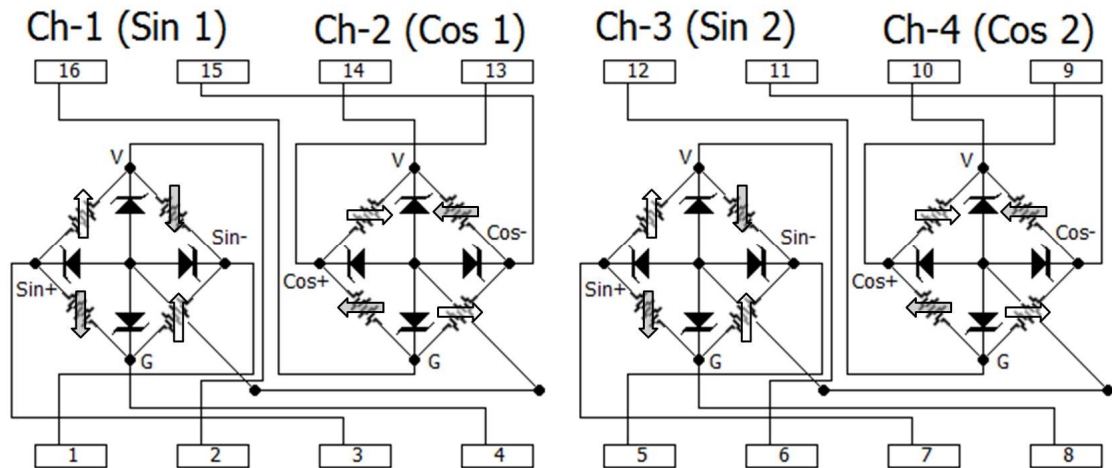 Ch-1 (Sin 1) Ch-2 (Cos 1) Ch-3 (Sin 2) Ch-4 (Cos 2)
16 15 14 13 12 11 10 9
V V V V
Sin- Cos- Sin- Cos-
Sin+ Cos+ Sin+ Cos+
G G G G
1 2 3 4 5 6 7 8